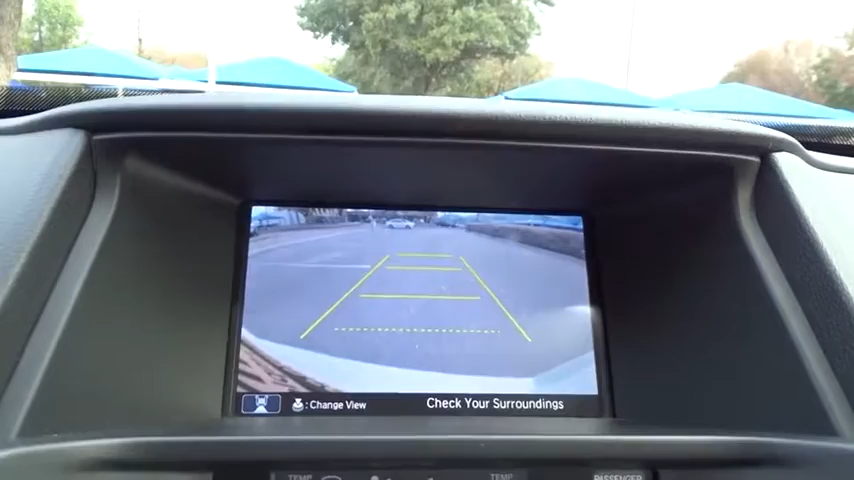 : Change View
Check Your Surroundings
TEMP
TEMP
PASSENGER